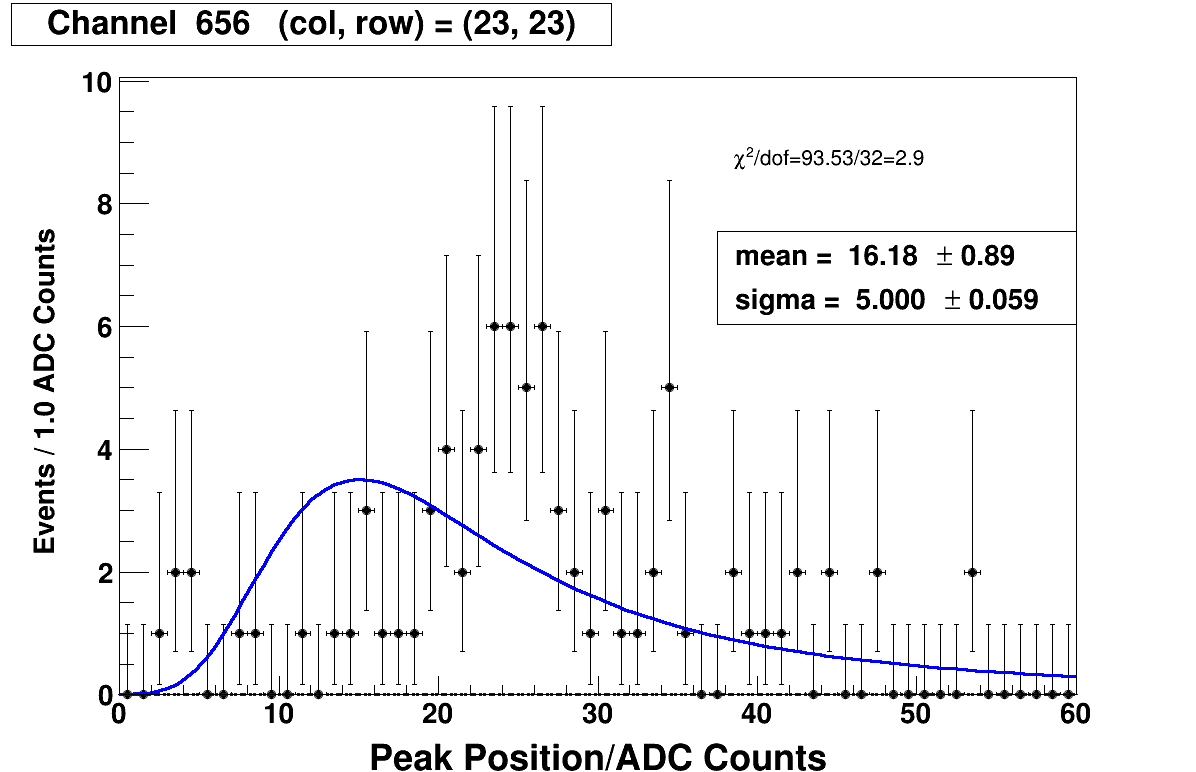 Channel 656 (col, row) = (23, 23)
10
8
6
4
2
0
Events / 1.0 ADC Counts
χ²/dof=93.53/32=2.9
mean = 16.18 ± 0.89
sigma = 5.000 ± 0.059
0 10 20 30 40 50 60
Peak Position/ADC Counts